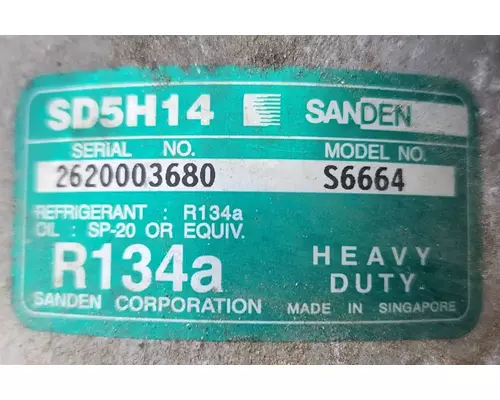 SD5H14 SANDEN
SERIAL NO. MODEL NO.
2620003680 S6664
REFRIGERANT : R134a
OIL : SP-20 OR EQUIV.
R134a HEAVY DUTY
SANDEN CORPORATION MADE IN SINGAPORE